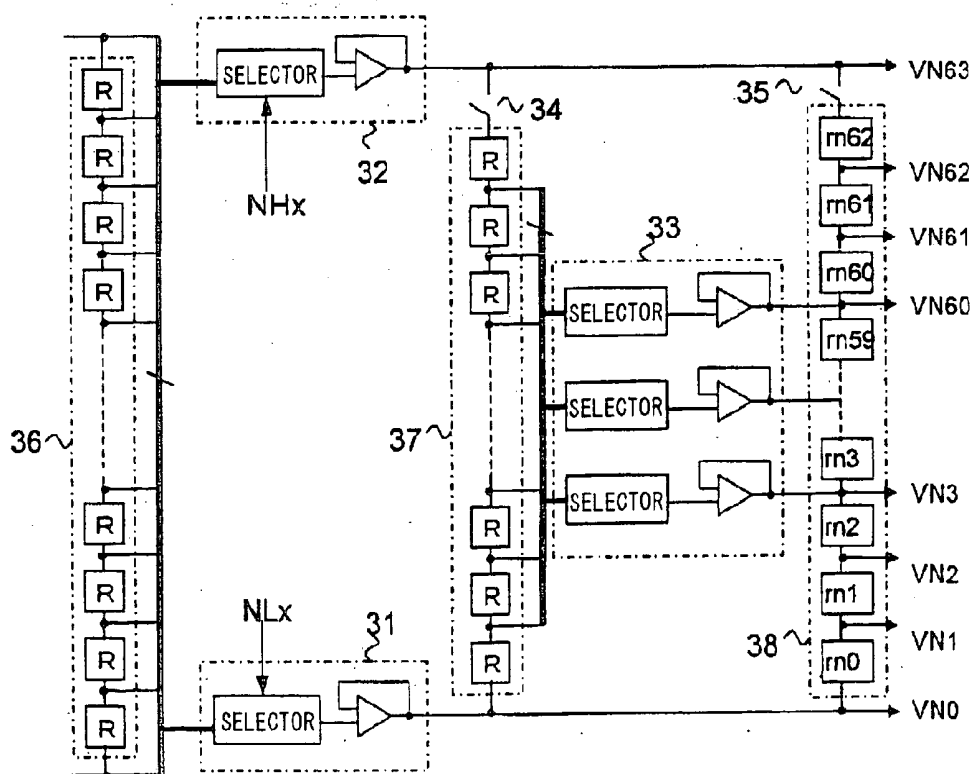 SELECTOR
VN63
R
34
35
rn62
R
32
R
VN62
R
NHx
R
rn61
33
VN61
R
R
rn60
R
R
SELECTOR
VN60
rn59
36
37
SELECTOR
rn3
R
SELECTOR
VN3
R
rn2
R
NLx
R
VN2
R
31
rn1
R
VN1
R
38
rn0
R
SELECTOR
VN0